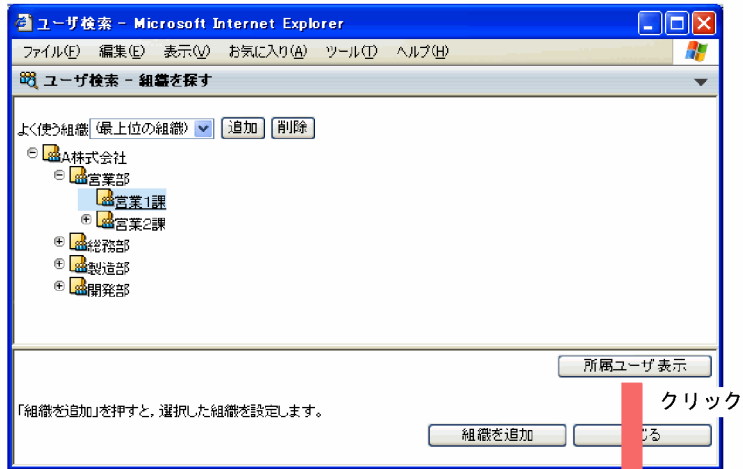 ユーザ検索 - Microsoft Internet Explorer
ファイル(F) 編集(E) 表示(V) お気に入り(A) ツール(T) ヘルプ(H)
ユーザ検索 - 組織を探す
よく使う組織 (最上位の組織) 追加 削除
A株式会社
営業部
営業1課
営業2課
総務部
製造部
開発部
所属ユーザ表示
クリック
「組織を追加」を押すと, 選択した組織を設定します。
組織を追加 じる